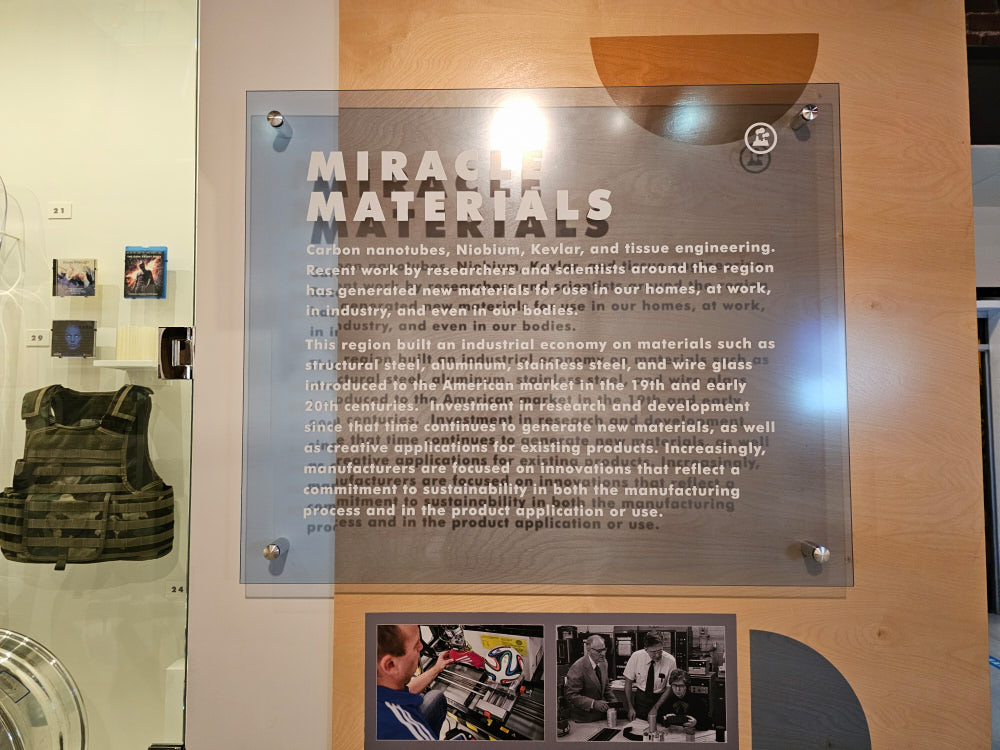 MIRACLE
MATERIALS
Carbon nanotubes, Niobium, Kevlar, and tissue engineering.
Recent work by researchers and scientists around the region
has generated new materials for use in our homes, at work,
in industry, and even in our bodies.
This region built an industrial economy on materials such as
structural steel, aluminum, stainless steel, and wire glass
introduced to the American market in the 19th and early
20th centuries. Investment in research and development
since that time continues to generate new materials, as well
as creative applications for existing products. Increasingly,
manufacturers are focused on innovations that reflect a
commitment to sustainability in both the manufacturing
process and in the product application or use.
21
29
24